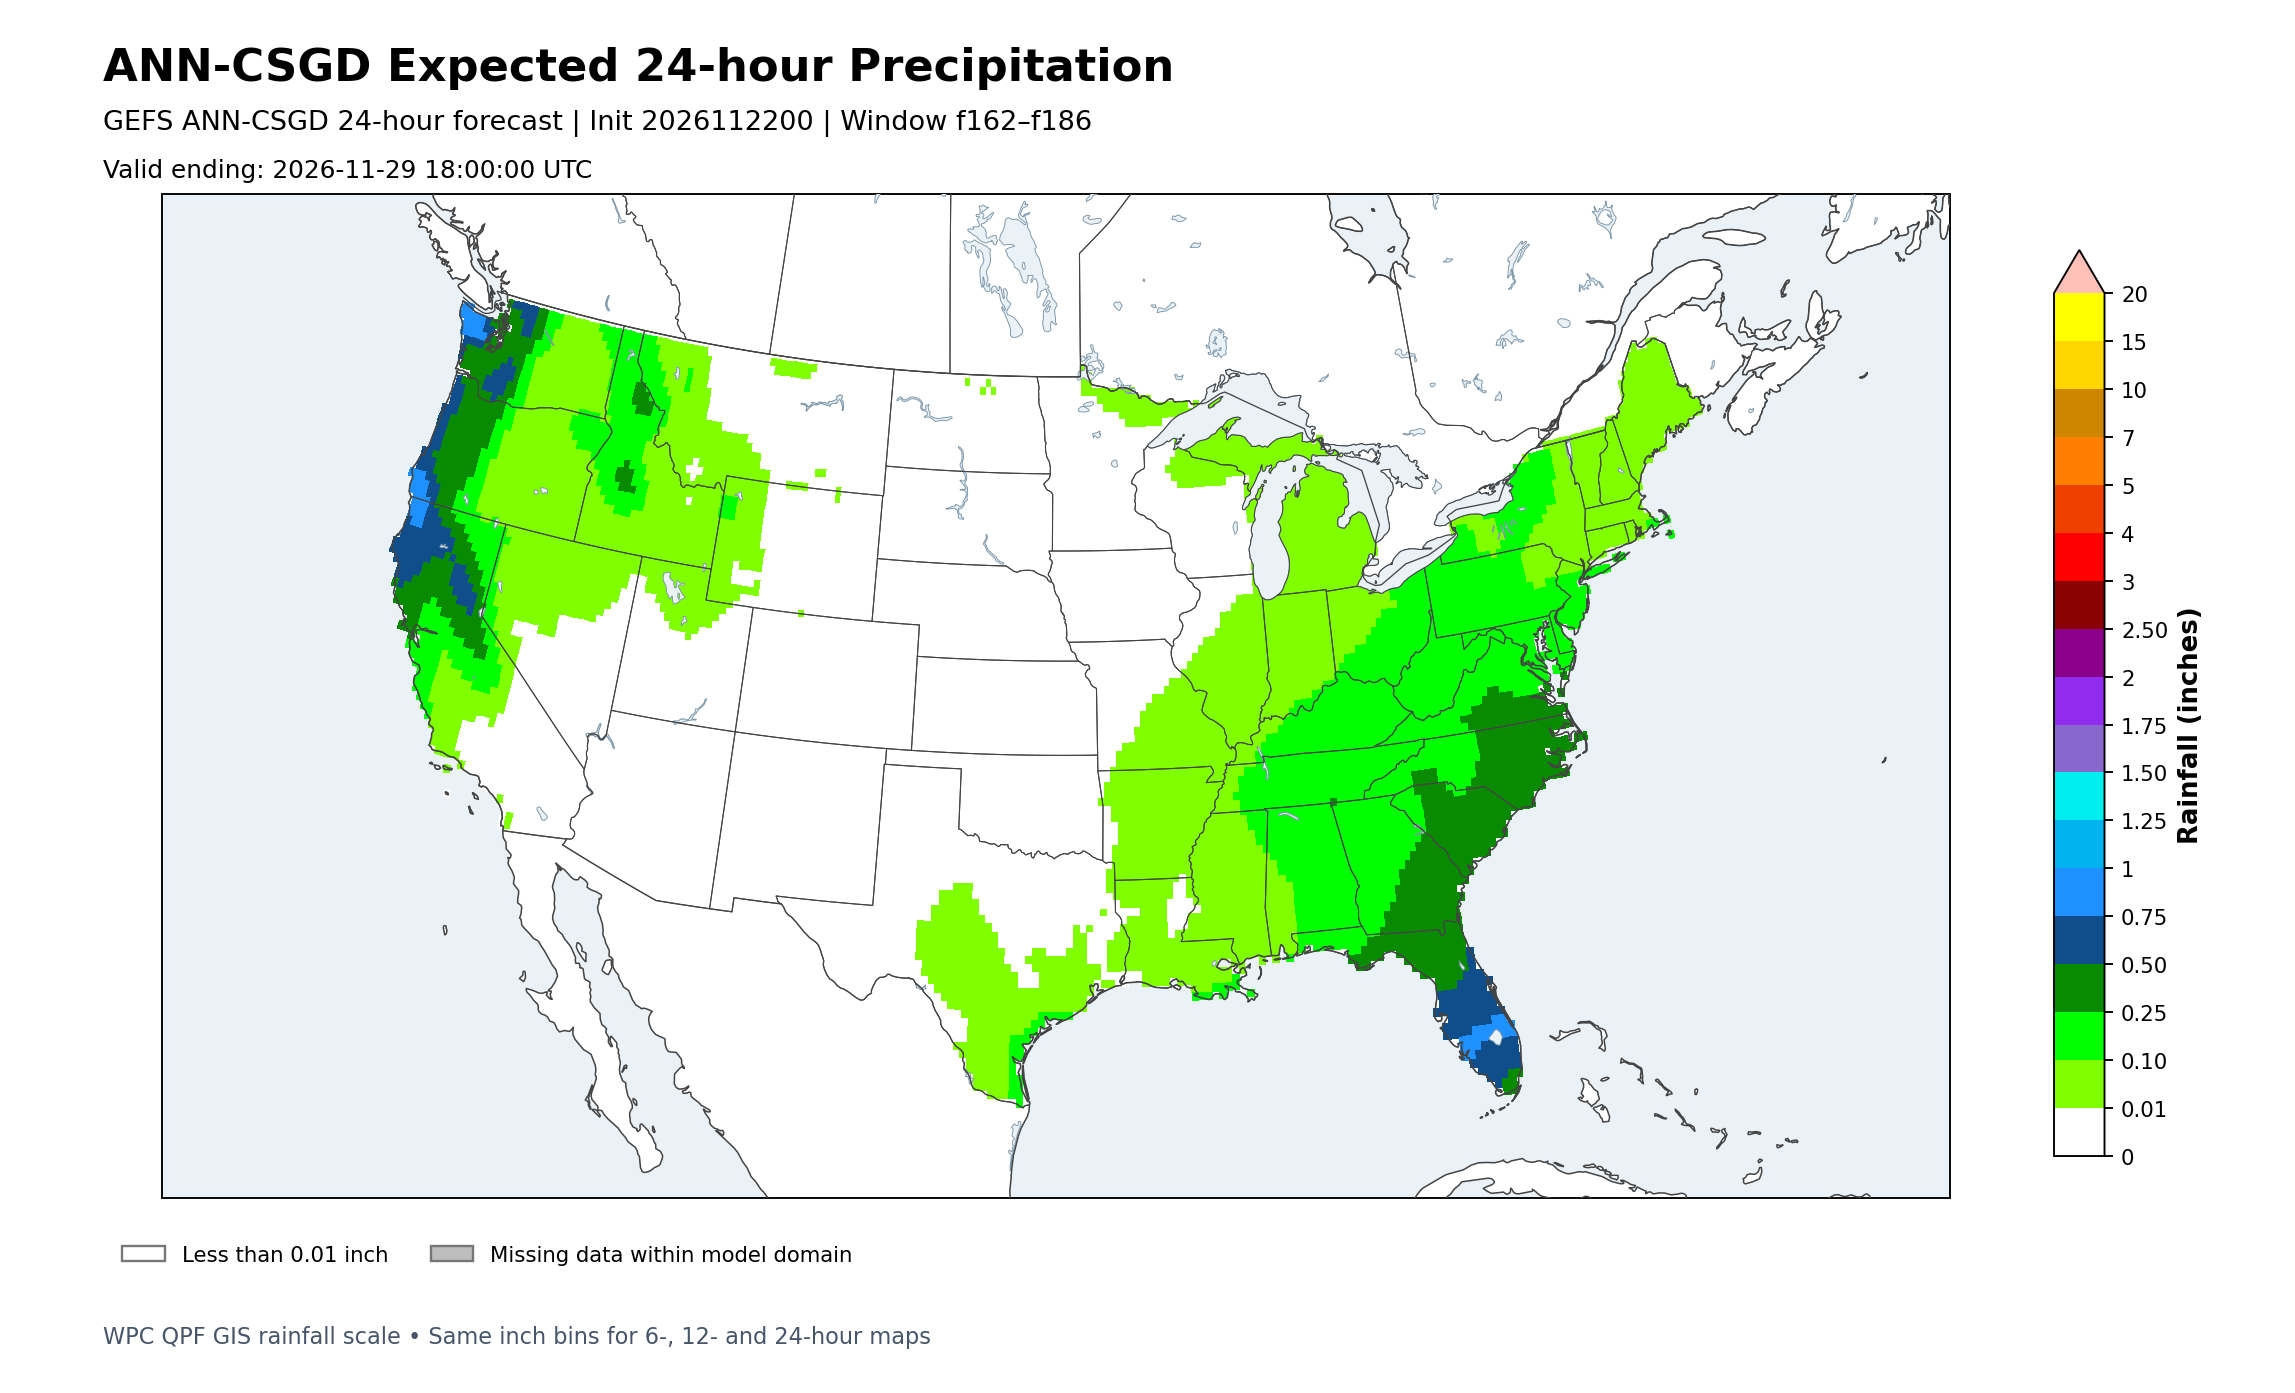 ANN-CSGD Expected 24-hour Precipitation
GEFS ANN-CSGD 24-hour forecast | Init 2026112200 | Window f162–f186
Valid ending: 2026-11-29 18:00:00 UTC
20
15
10
7
5
4
3
2.50
2
1.75
1.50
1.25
1
0.75
0.50
0.25
0.10
0.01
0
Rainfall (inches)
Less than 0.01 inch
Missing data within model domain
WPC QPF GIS rainfall scale • Same inch bins for 6-, 12- and 24-hour maps